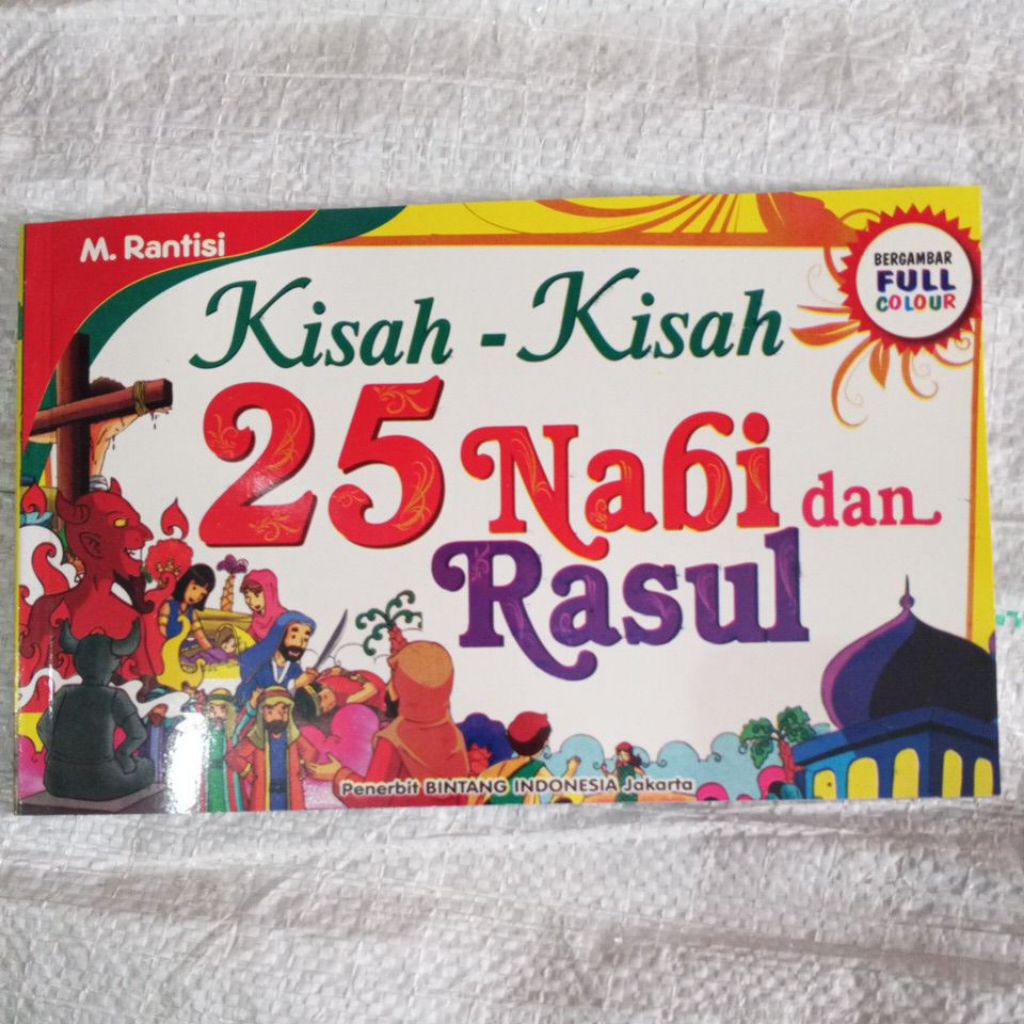 M. Rantisi
BERGAMBAR
FULL
COLOUR
Kisah - Kisah
25 Nabi dan
Rasul
Penerbit BINTANG INDONESIA Jakarta